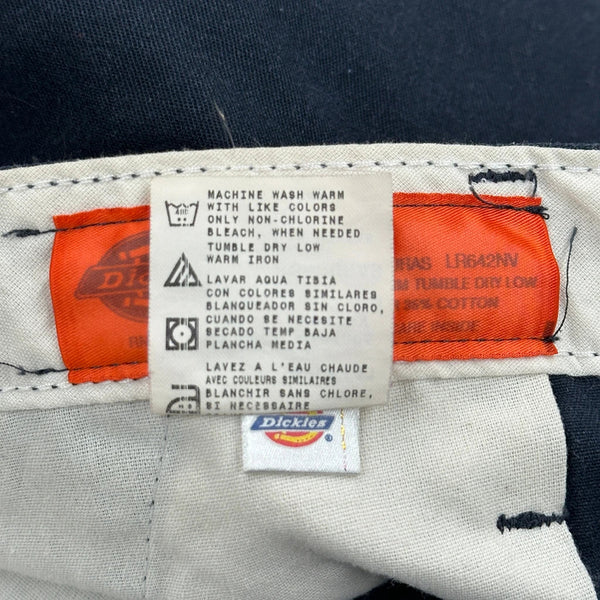 MACHINE WASH WARM
WITH LIKE COLORS
ONLY NON-CHLORINE
BLEACH, WHEN NEEDED
TUMBLE DRY LOW
WARM IRON
LAVAR AQUA TIBIA
CON COLORES SIMILARES
BLANQUEADOR SIN CLORO,
CUANDO SE NECESITE
SECADO TEMP BAJA
PLANCHA MEDIA
LAVEZ A L'EAU CHAUDE
AVEC COULEURS SIMILAIRES
BLANCHIR SANS CHLORE,
SI NECESSAIRE
Dickies
LR642NV
TUMBLE DRY LOW
COTTON
INSIDE
Dickies
®